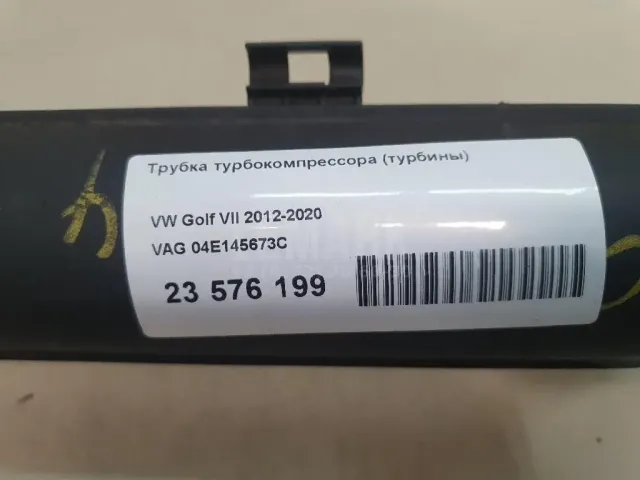 Трубка турбокомпрессора (турбины)
VW Golf VII 2012-2020
VAG 04E145673C
23 576 199